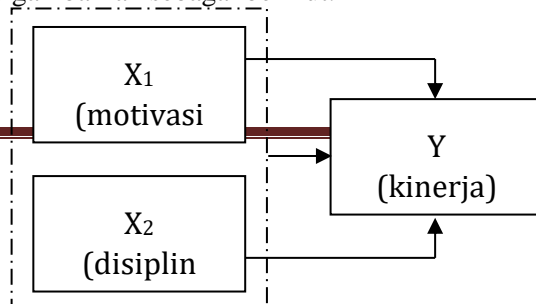 X1
(motivasi
Y
(kinerja)
X2
(disiplin